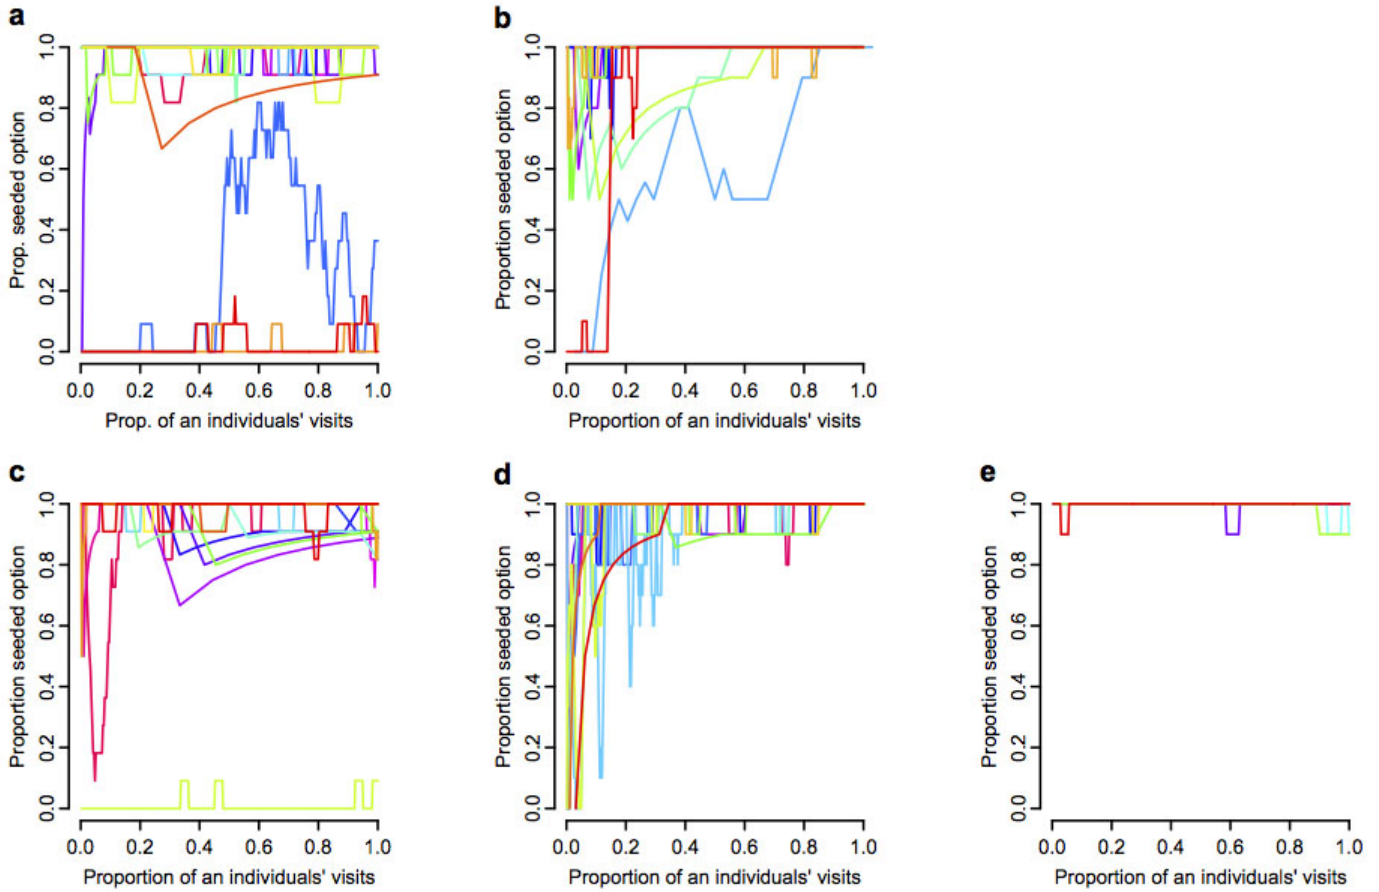 a
Prop. seeded option
0.0 0.2 0.4 0.6 0.8 1.0
0.0 0.2 0.4 0.6 0.8 1.0
Prop. of an individuals' visits
b
Proportion seeded option
0.0 0.2 0.4 0.6 0.8 1.0
0.0 0.2 0.4 0.6 0.8 1.0
Proportion of an individuals' visits
c
Proportion seeded option
0.0 0.2 0.4 0.6 0.8 1.0
0.0 0.2 0.4 0.6 0.8 1.0
Proportion of an individuals' visits
d
Proportion seeded option
0.0 0.2 0.4 0.6 0.8 1.0
0.0 0.2 0.4 0.6 0.8 1.0
Proportion of an individuals' visits
e
Proportion seeded option
0.0 0.2 0.4 0.6 0.8 1.0
0.0 0.2 0.4 0.6 0.8 1.0
Proportion of an individuals' visits